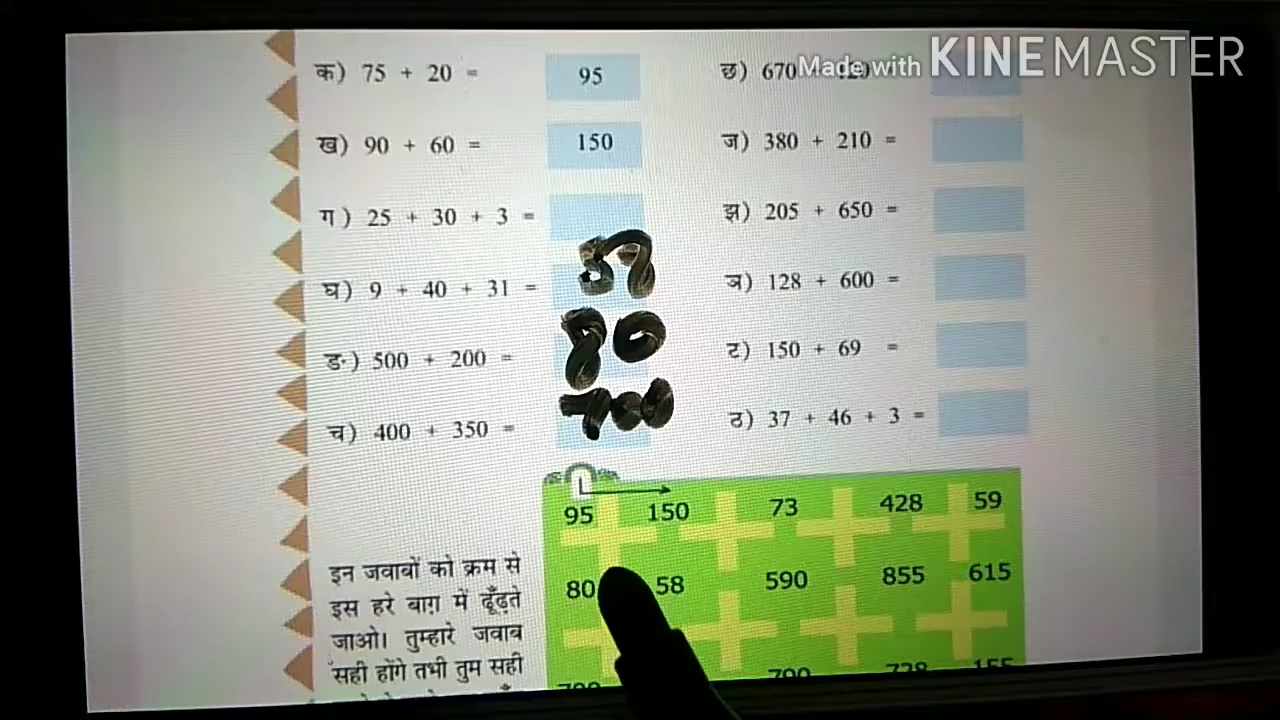 Made with KINEMASTER
क) 75 + 20 = 95
ख) 90 + 60 = 150
ग) 25 + 30 + 3 =
घ) 9 + 40 + 31 =
ङ) 500 + 200 =
च) 400 + 350 =
80
छ) 670 +
ज) 380 + 210 =
झ) 205 + 650 =
ञ) 128 + 600 =
ट) 150 + 69 =
ठ) 37 + 46 + 3 =
95 150 73 428 59
80 58 590 855 615
इन जवाबों को क्रम से
इस हरे बाग़ में ढूँढ़ते
जाओ। तुम्हारे जवाब
सही होंगे तभी तुम सही